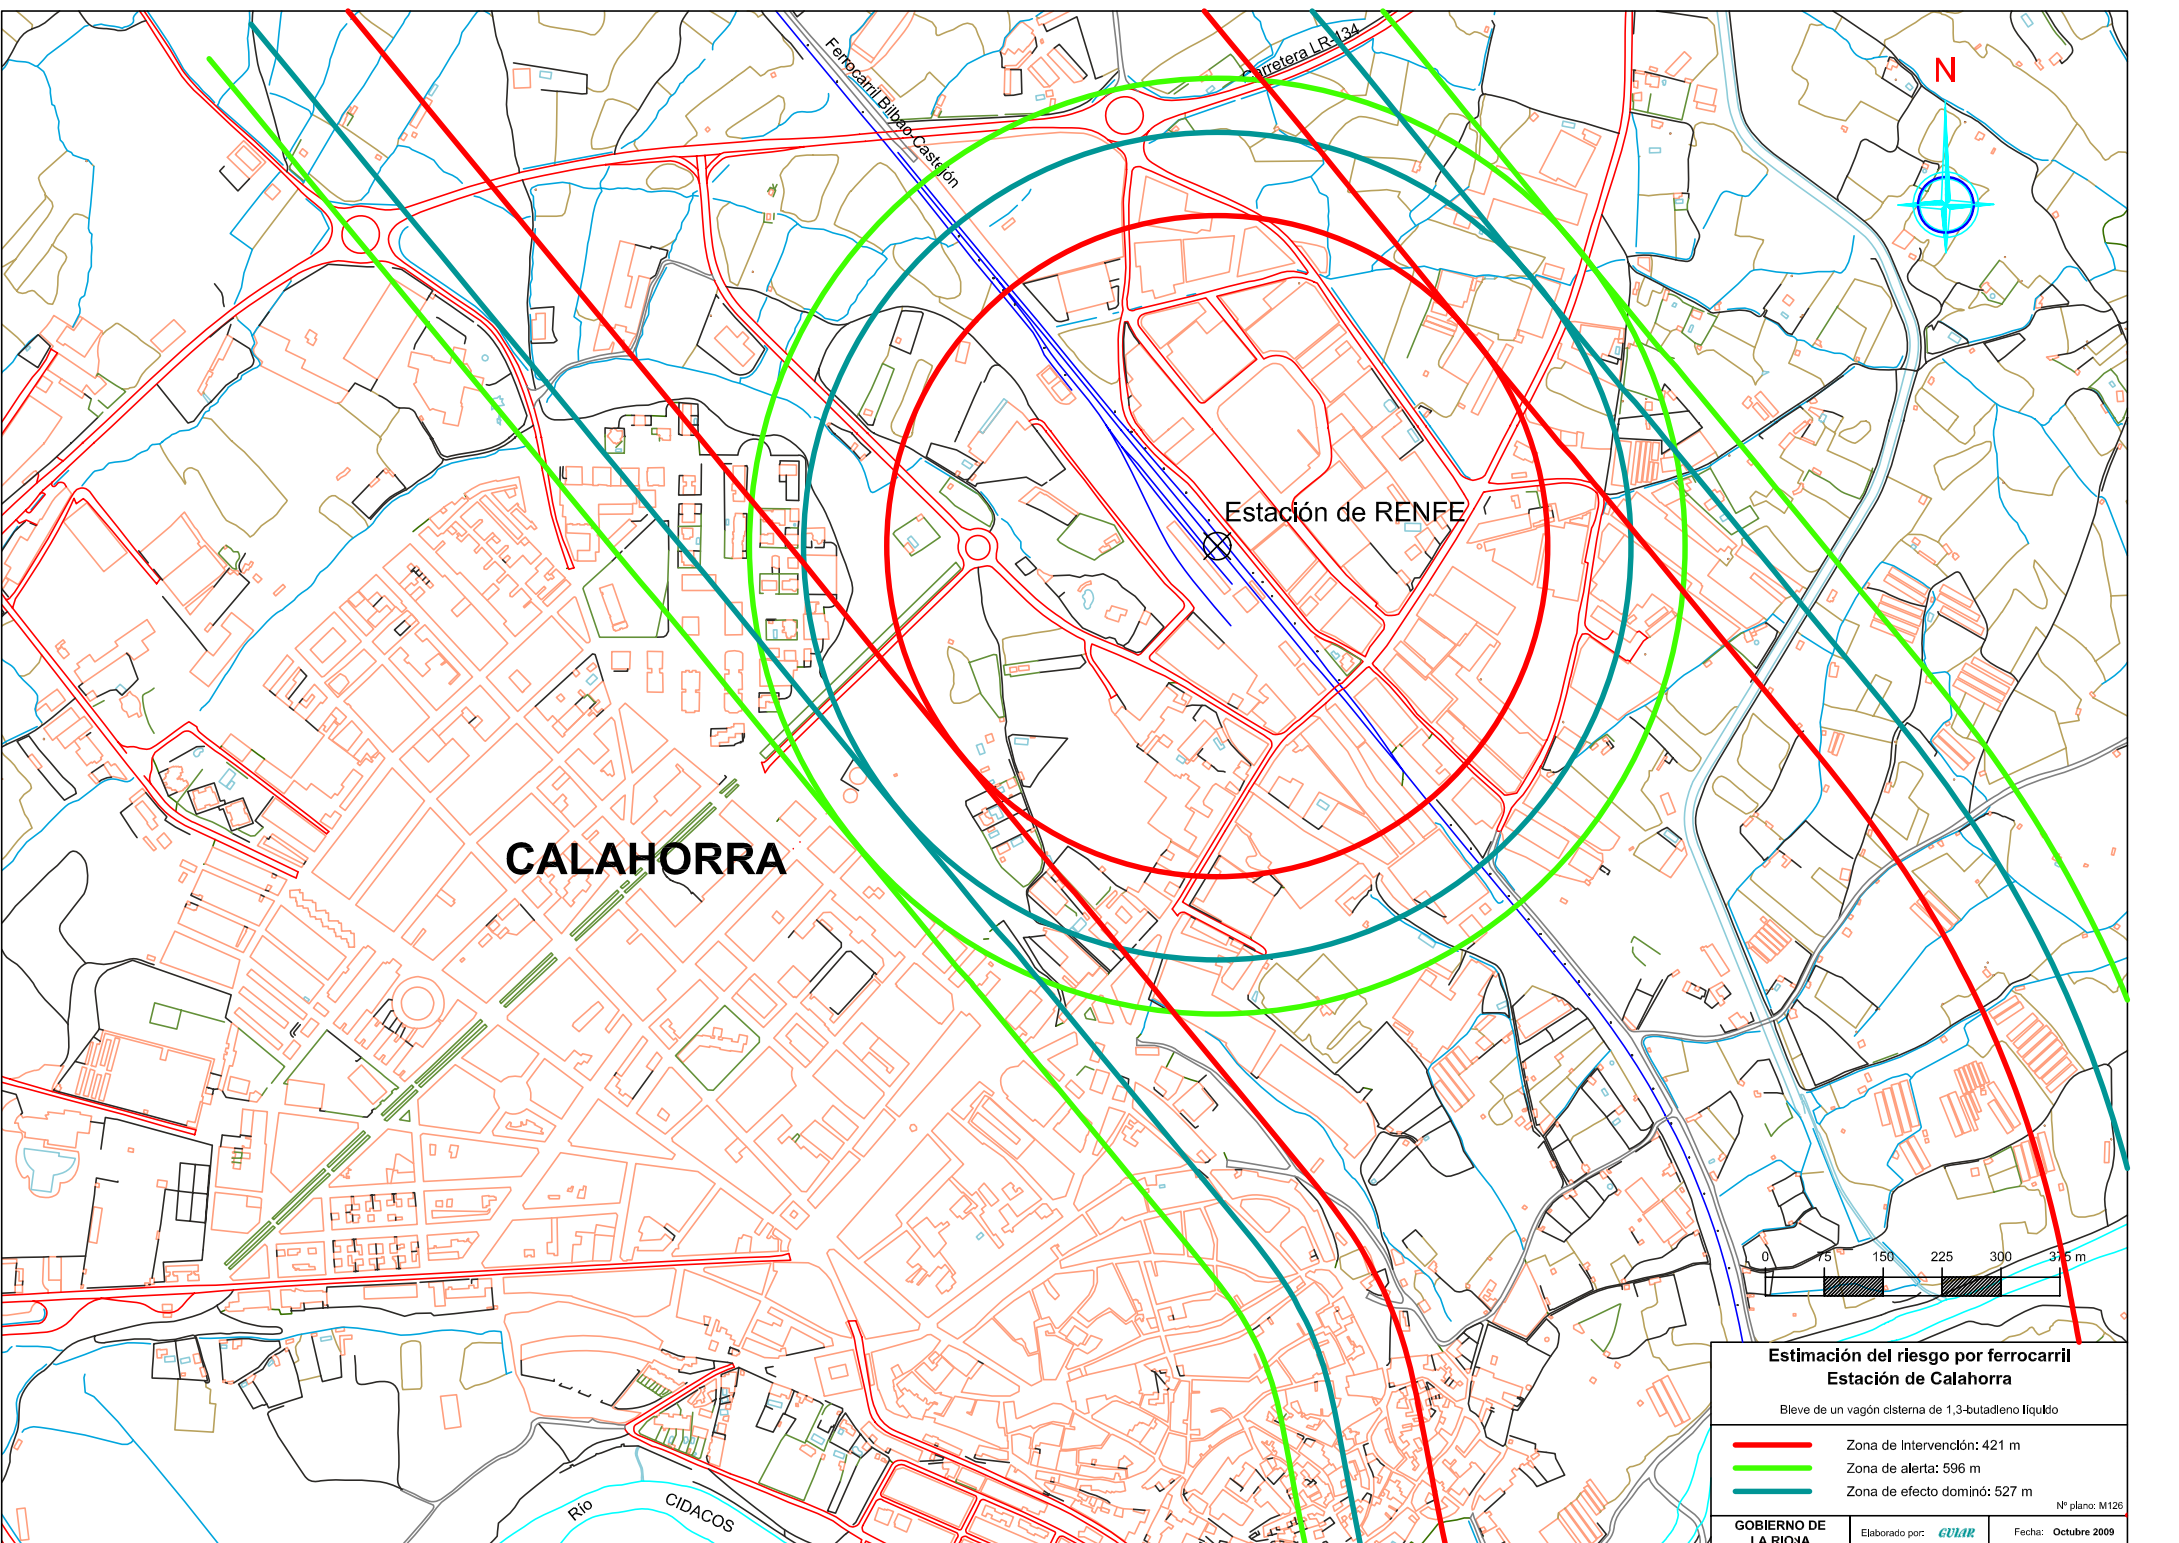 Carretera LR-134
Ferrocarril Bilbao-Castejón
N
Estación de RENFE
CALAHORRA
0 75 150 225 300 375 m
Río CIDACOS
Estimación del riesgo por ferrocarril
Estación de Calahorra
Bleve de un vagón cisterna de 1,3-butadieno líquido
Zona de Intervención: 421 m
Zona de alerta: 596 m
Zona de efecto dominó: 527 m
Nº plano: M126
GOBIERNO DE
LA RIOJA
Elaborado por: GUIAR
Fecha: Octubre 2009